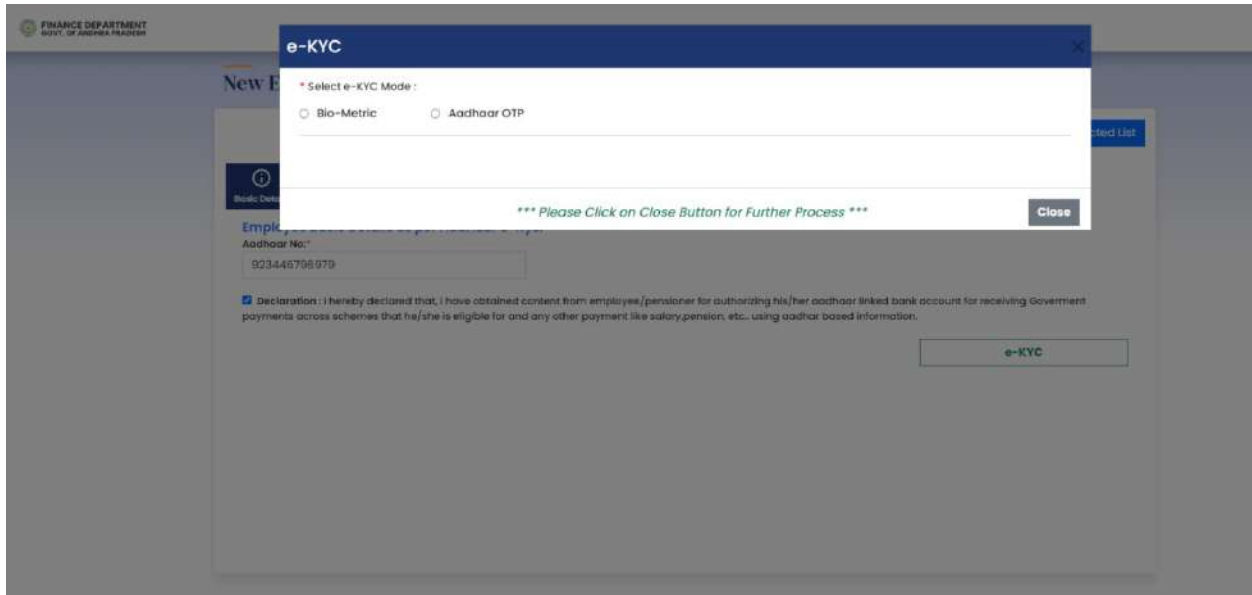 FINANCE DEPARTMENT
GOVT. OF ANDHRA PRADESH
e-KYC
New E
* Select e-KYC Mode :
Bio-Metric Aadhaar OTP
cted List
Basic Deta
*** Please Click on Close Button for Further Process ***
Close
Aadhaar No:*
923446798979
Declaration : I hereby declared that, i have obtained content from employee/pensioner for authorizing his/her aadhaar linked bank account for receiving Goverment
payments across schemes that he/she is eligible for and any other payment like salary,pension, etc.. using aadhar based information.
e-KYC